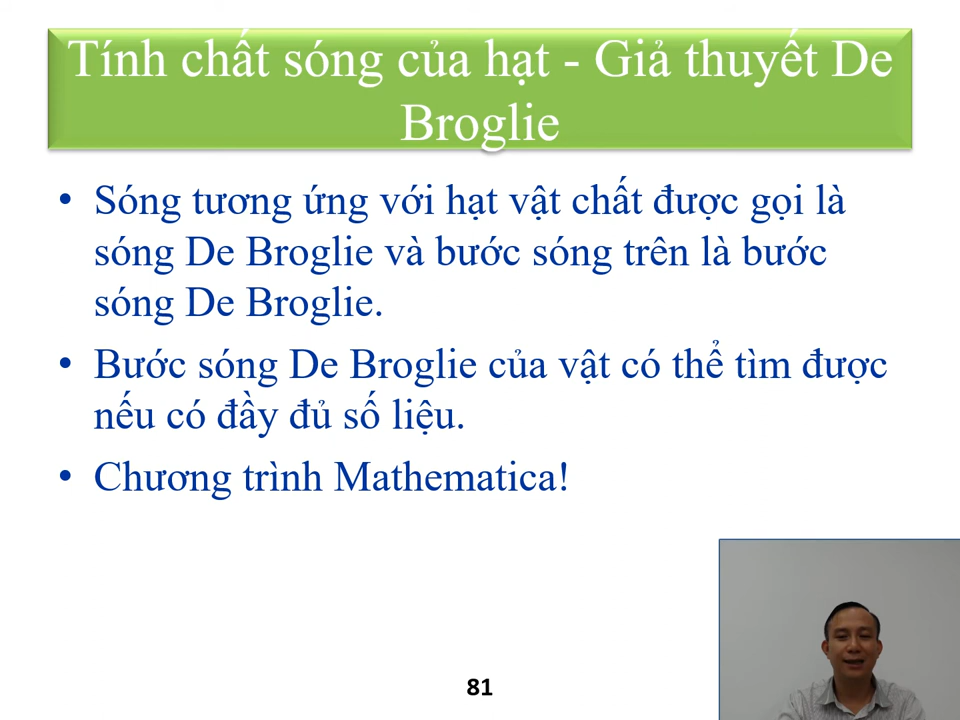 Tính chất sóng của hạt - Giả thuyết De
Broglie
• Sóng tương ứng với hạt vật chất được gọi là
sóng De Broglie và bước sóng trên là bước
sóng De Broglie.
• Bước sóng De Broglie của vật có thể tìm được
nếu có đầy đủ số liệu.
• Chương trình Mathematica!
81